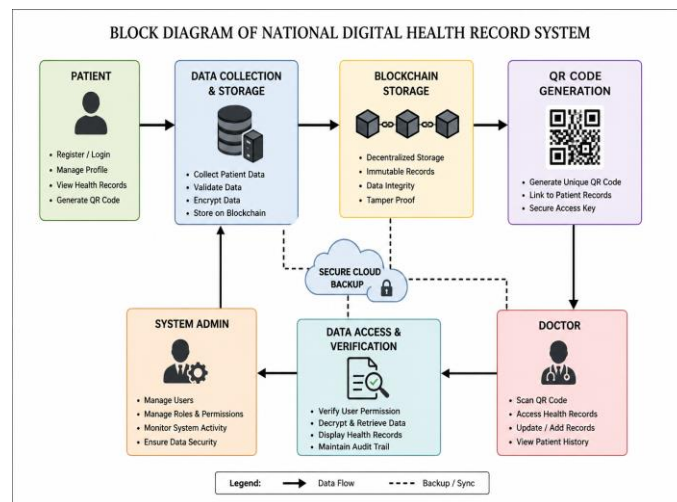 BLOCK DIAGRAM OF NATIONAL DIGITAL HEALTH RECORD SYSTEM
PATIENT
• Register / Login
• Manage Profile
• View Health Records
• Generate QR Code
DATA COLLECTION
& STORAGE
• Collect Patient Data
• Validate Data
• Encrypt Data
• Store on Blockchain
BLOCKCHAIN
STORAGE
• Decentralized Storage
• Immutable Records
• Data Integrity
• Tamper Proof
QR CODE
GENERATION
• Generate Unique QR Code
• Link to Patient Records
• Secure Access Key
SECURE CLOUD
BACKUP
SYSTEM ADMIN
• Manage Users
• Manage Roles & Permissions
• Monitor System Activity
• Ensure Data Security
DATA ACCESS &
VERIFICATION
• Verify User Permission
• Decrypt & Retrieve Data
• Display Health Records
• Maintain Audit Trail
DOCTOR
• Scan QR Code
• Access Health Records
• Update / Add Records
• View Patient History
Legend: Data Flow Backup / Sync